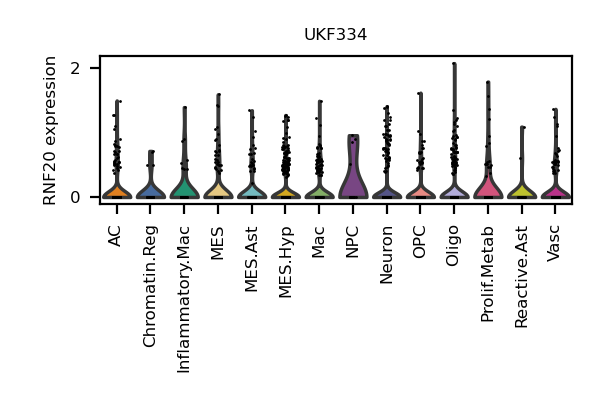 UKF334
RNF20 expression
2
0
AC
Chromatin.Reg
Inflammatory.Mac
MES
MES.Ast
MES.Hyp
Mac
NPC
Neuron
OPC
Oligo
Prolif.Metab
Reactive.Ast
Vasc